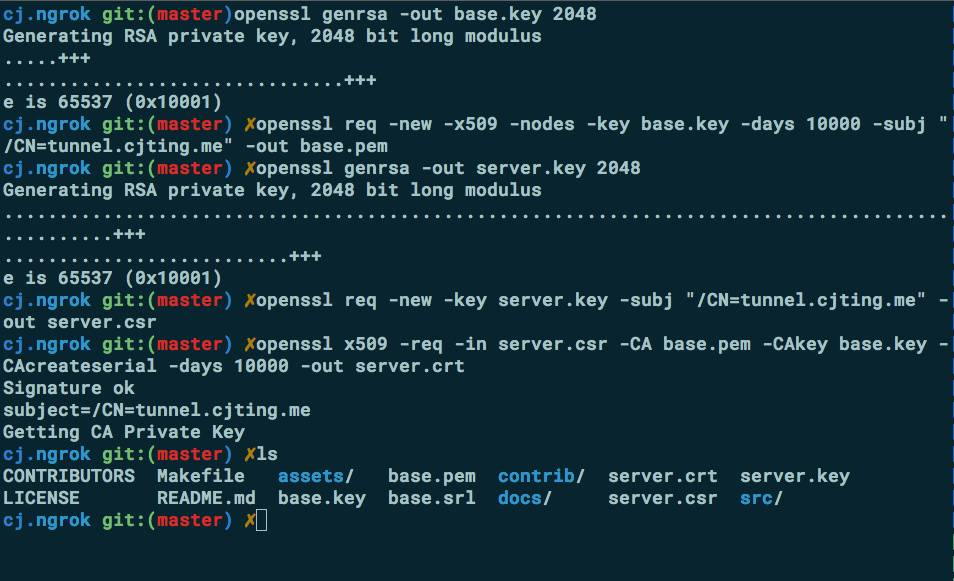 cj.ngrok git:(master)openssl genrsa -out base.key 2048
Generating RSA private key, 2048 bit long modulus
.....+++
...............................+++
e is 65537 (0x10001)
cj.ngrok git:(master) ✗openssl req -new -x509 -nodes -key base.key -days 10000 -subj "
/CN=tunnel.cjting.me" -out base.pem
cj.ngrok git:(master) ✗openssl genrsa -out server.key 2048
Generating RSA private key, 2048 bit long modulus
......................................................................................
..........+++
..........................+++
e is 65537 (0x10001)
cj.ngrok git:(master) ✗openssl req -new -key server.key -subj "/CN=tunnel.cjting.me" -
out server.csr
cj.ngrok git:(master) ✗openssl x509 -req -in server.csr -CA base.pem -CAkey base.key -
CAcreateserial -days 10000 -out server.crt
Signature ok
subject=/CN=tunnel.cjting.me
Getting CA Private Key
cj.ngrok git:(master) ✗ls
CONTRIBUTORS  Makefile   assets/   base.pem  contrib/  server.crt  server.key
LICENSE       README.md  base.key  base.srl  docs/     server.csr  src/
cj.ngrok git:(master) ✗